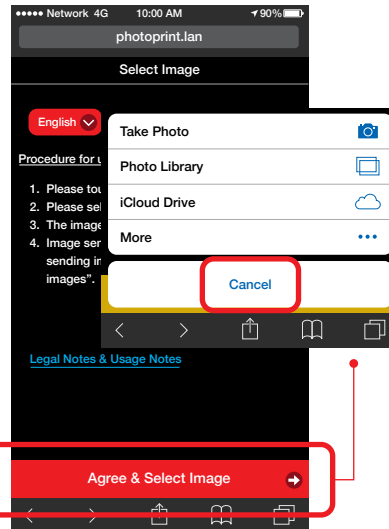 Network 4G 10:00 AM 90%
photoprint.lan
Select Image
English
Take Photo
Photo Library
iCloud Drive
More
Cancel
Procedure for u
1. Please tou
2. Please sel
3. The image
4. Image ser
sending in
images".
Legal Notes & Usage Notes
Agree & Select Image